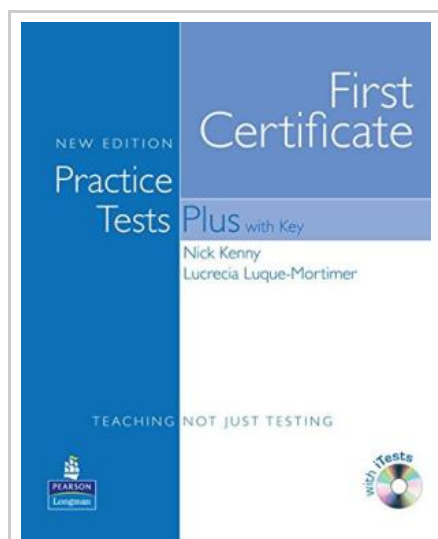 First
Certificate
NEW EDITION
Practice
Tests Plus with Key
Nick Kenny
Lucrecia Luque-Mortimer
TEACHING NOT JUST TESTING
with iTests
PEARSON
Longman